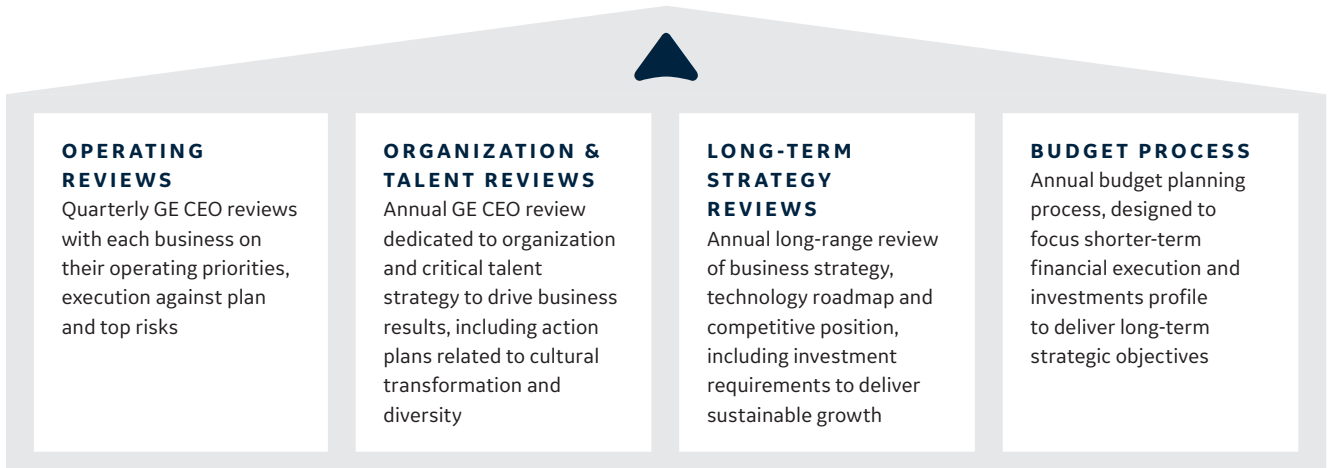 OPERATING
REVIEWS
Quarterly GE CEO reviews
with each business on
their operating priorities,
execution against plan
and top risks
ORGANIZATION &
TALENT REVIEWS
Annual GE CEO review
dedicated to organization
and critical talent
strategy to drive business
results, including action
plans related to cultural
transformation and
diversity
LONG-TERM
STRATEGY
REVIEWS
Annual long-range review
of business strategy,
technology roadmap and
competitive position,
including investment
requirements to deliver
sustainable growth
BUDGET PROCESS
Annual budget planning
process, designed to
focus shorter-term
financial execution and
investments profile
to deliver long-term
strategic objectives